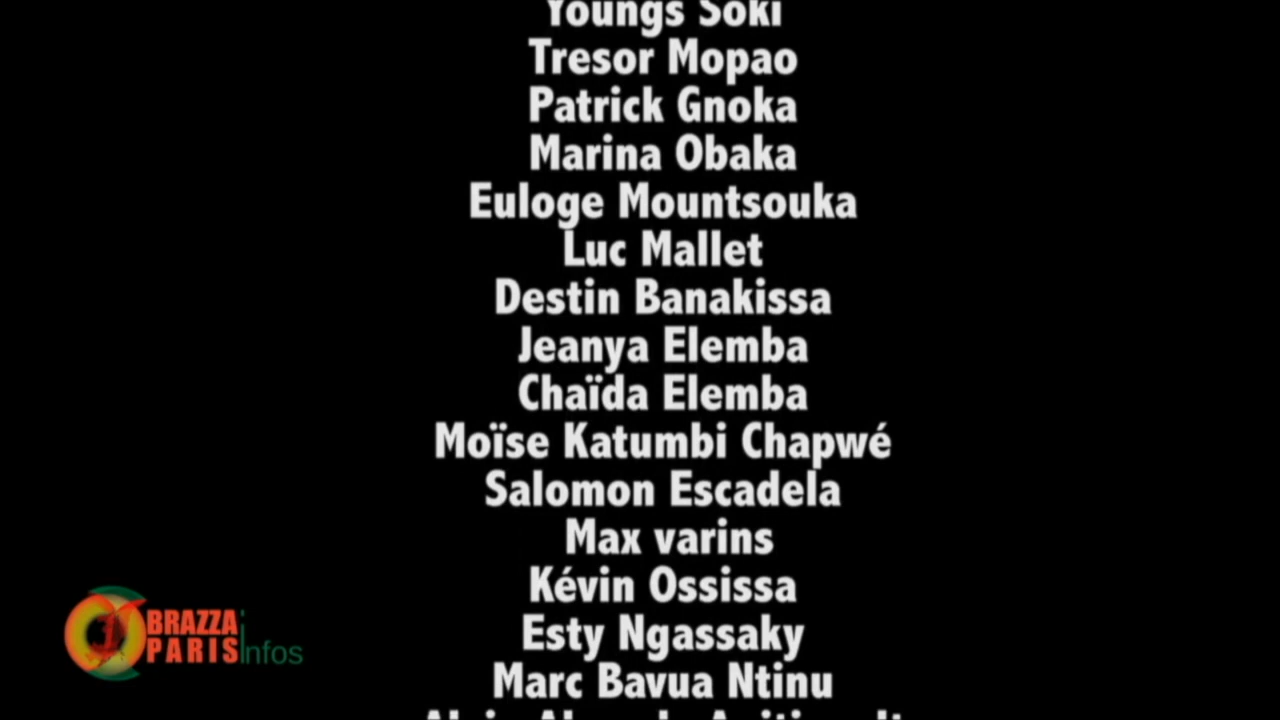 Youngs Soki
Tresor Mopao
Patrick Gnoka
Marina Obaka
Euloge Mountsouka
Luc Mallet
Destin Banakissa
Jeanya Elemba
Chaïda Elemba
Moïse Katumbi Chapwé
Salomon Escadela
Max varins
Kévin Ossissa
Esty Ngassaky
Marc Bavua Ntinu
BRAZZA
PARIS Infos